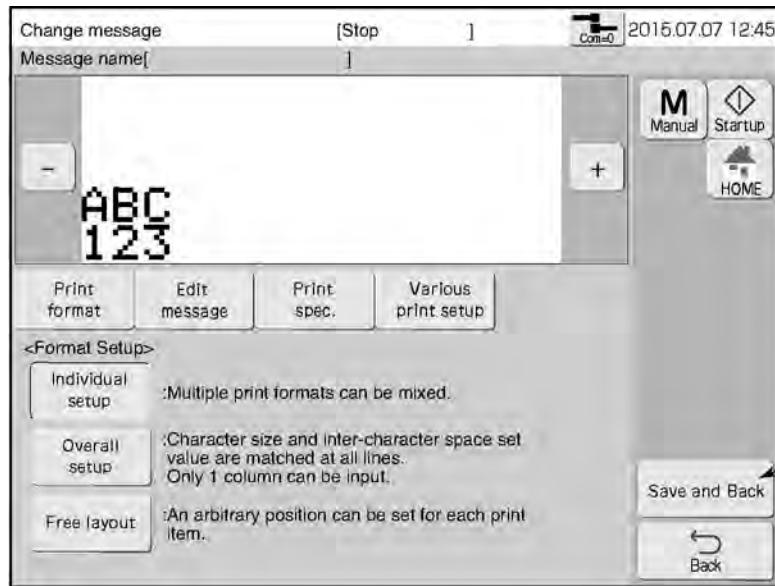 Change message [Stop ] Com=0 2015.07.07 12:45
Message name[ ]
M
Manual
Startup
HOME
-
+
ABC
123
Print
format
Edit
message
Print
spec.
Various
print setup
<Format Setup>
Individual
setup
:Multiple print formats can be mixed.
Overall
setup
:Character size and inter-character space set
value are matched at all lines.
Only 1 column can be input.
Free layout
:An arbitrary position can be set for each print
item.
Save and Back
Back